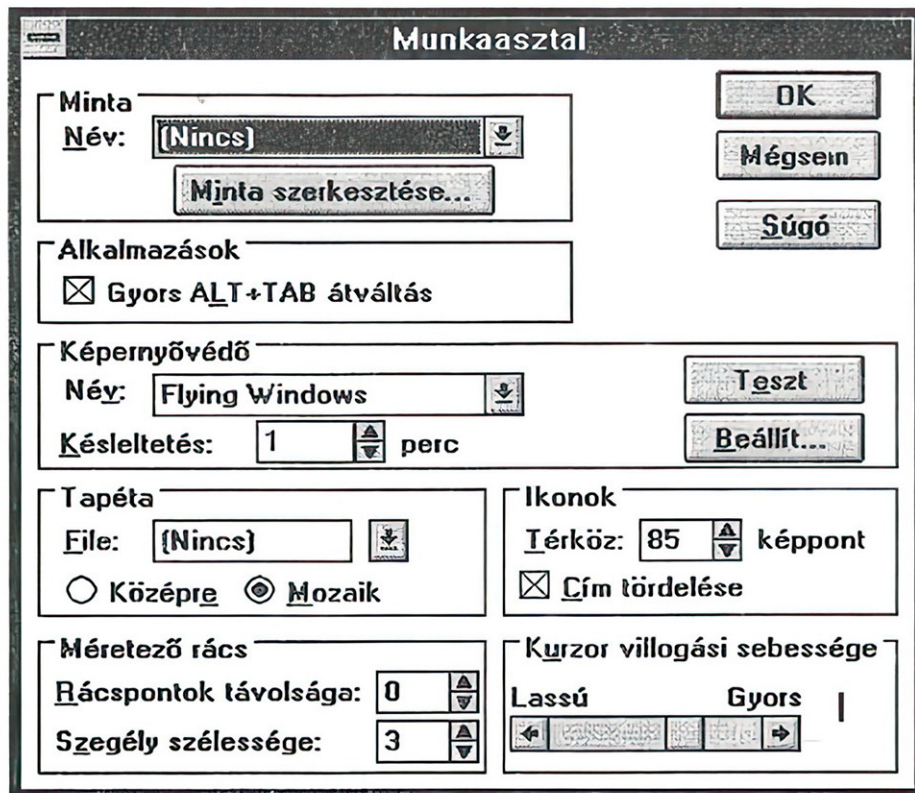 Munkaasztal
Minta
Név: (Nincs)
Minta szerkesztése...
OK
Mégsem
Súgó
Alkalmazások
Gyors ALT+TAB átváltás
Képernyővédő
Név: Flying Windows
Késleltetés: 1 perc
Teszt
Beállít...
Tapéta
File: (Nincs)
Középre Mozaik
Ikonok
Térköz: 85 képpont
Cím tördelése
Méretező rács
Rácspontok távolsága: 0
Szegély szélessége: 3
Kurzor villogási sebessége
Lassú Gyors